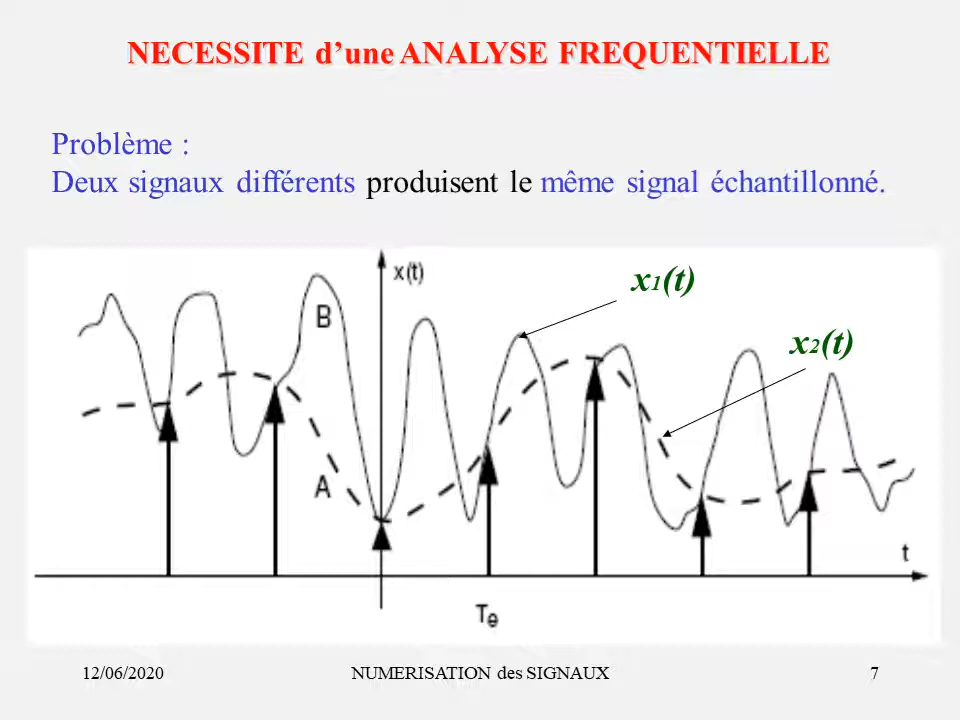 NECESSITE d’une ANALYSE FREQUENTIELLE
Problème :
Deux signaux différents produisent le même signal échantillonné.
x(t)
x1(t)
B
x2(t)
A
t
Te
12/06/2020
NUMERISATION des SIGNAUX
7